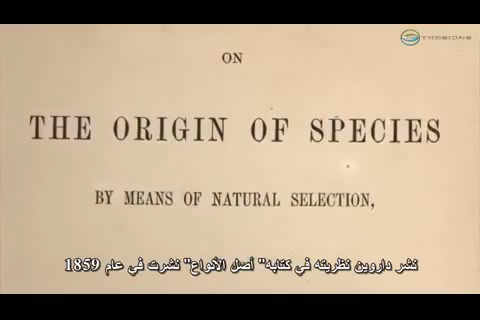 THESIONS
ON
THE ORIGIN OF SPECIES
BY MEANS OF NATURAL SELECTION,
نشر داروين نظريته في كتابه" أصل الأنواع" نشرت في عام 1859